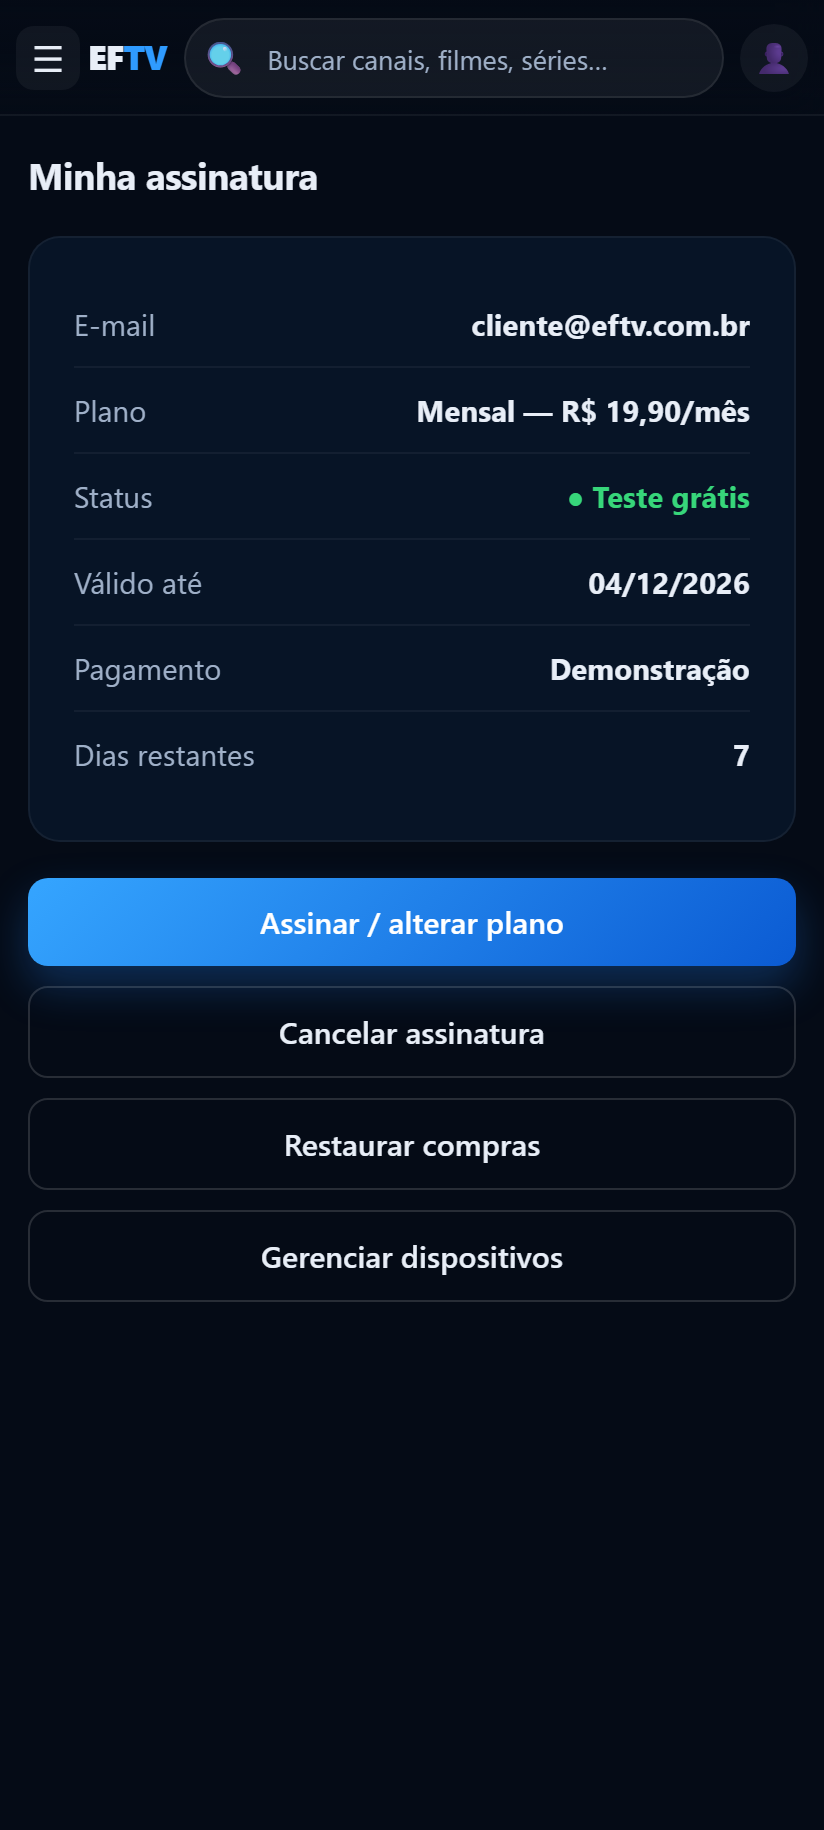 EFTV
Buscar canais, filmes, séries...
Minha assinatura
E-mail cliente@eftv.com.br
Plano Mensal — R$ 19,90/mês
Status ● Teste grátis
Válido até 04/12/2026
Pagamento Demonstração
Dias restantes 7
Assinar / alterar plano
Cancelar assinatura
Restaurar compras
Gerenciar dispositivos